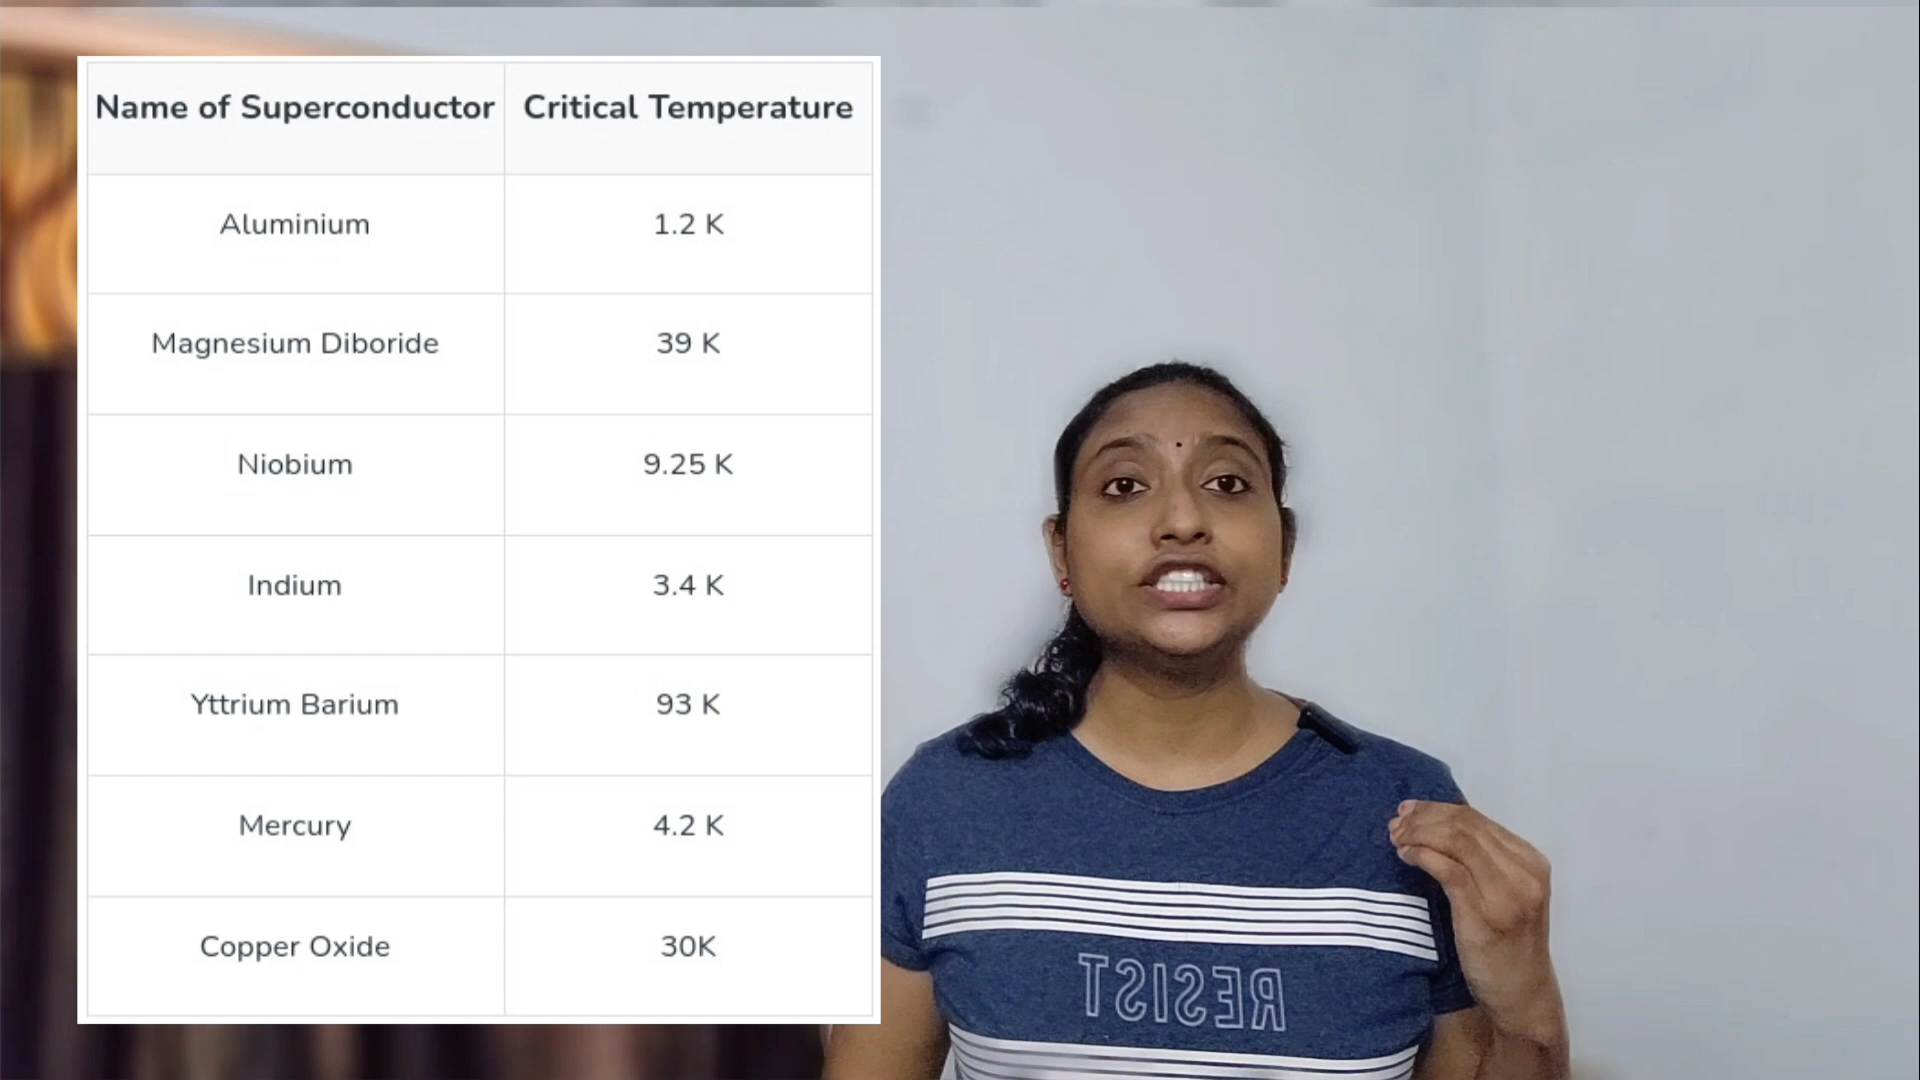 Name of Superconductor Critical Temperature
Aluminium 1.2 K
Magnesium Diboride 39 K
Niobium 9.25 K
Indium 3.4 K
Yttrium Barium 93 K
Mercury 4.2 K
Copper Oxide 30K
RESIST